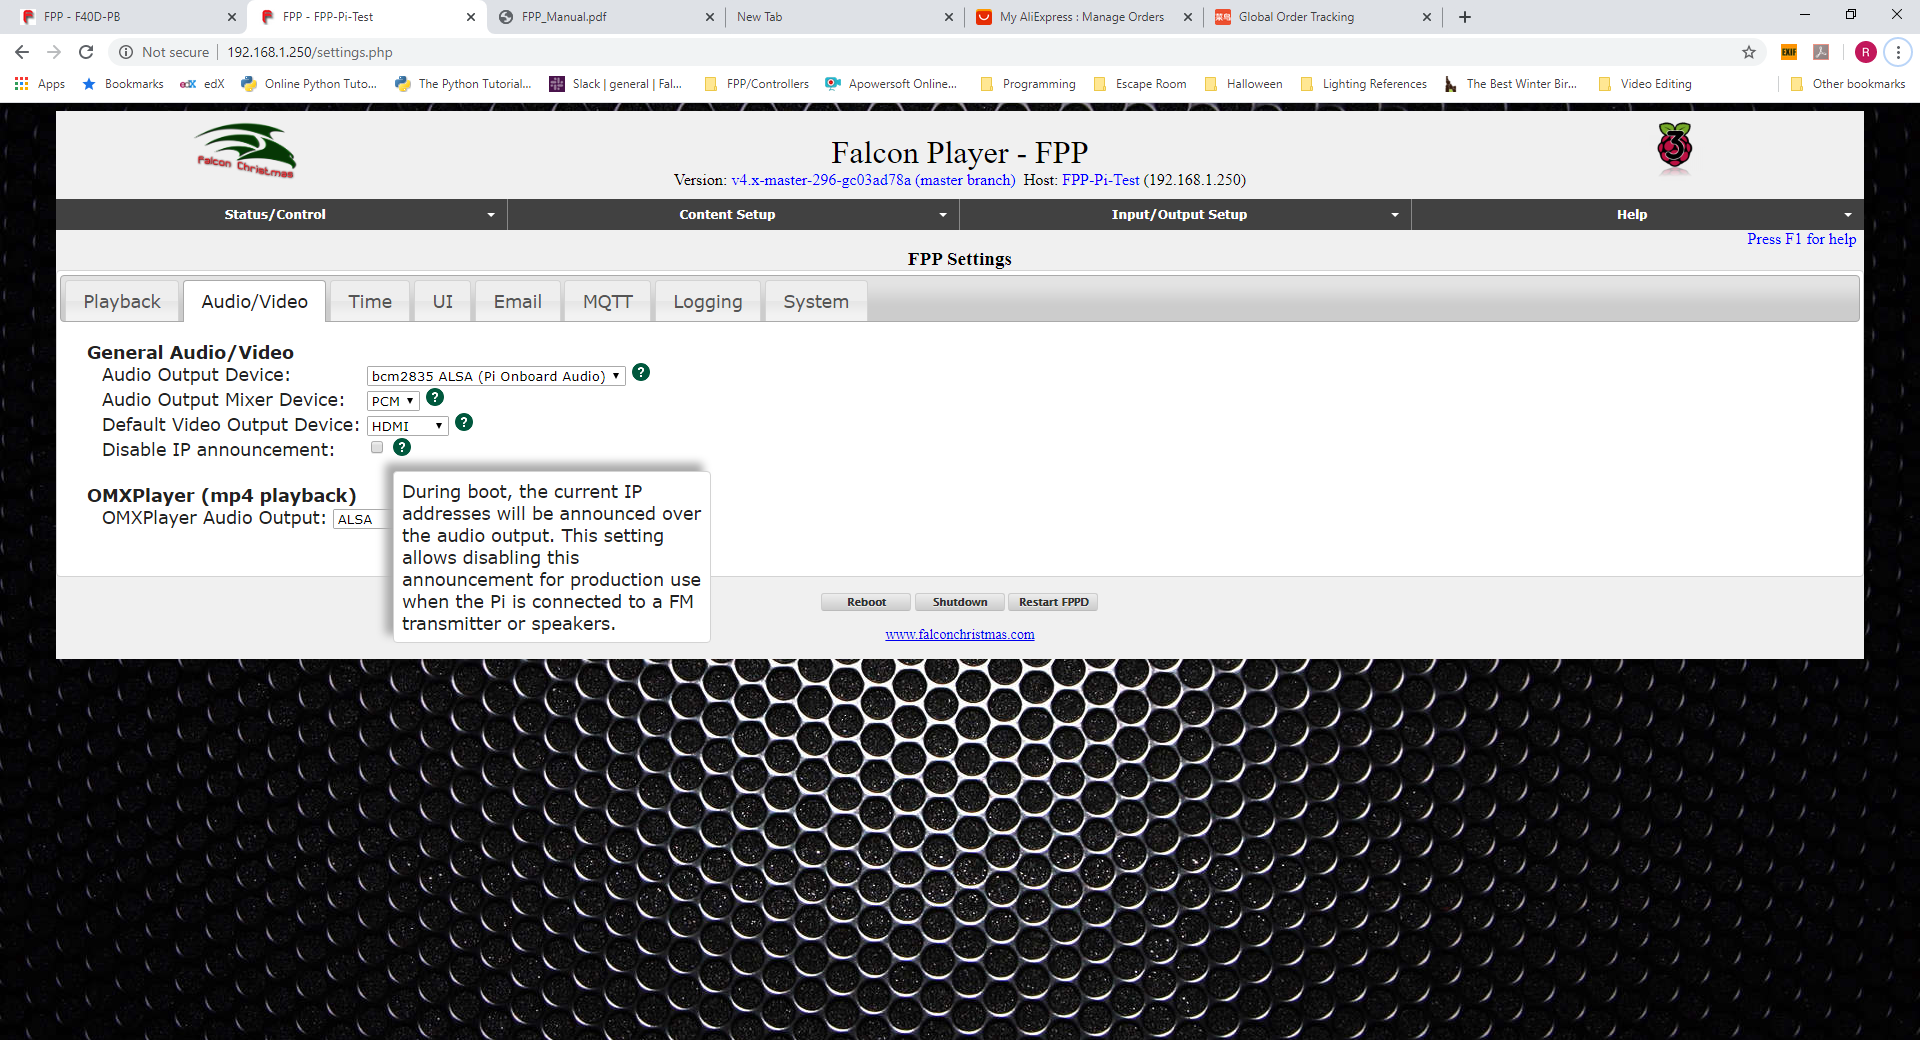 FPP - F40D-PB
FPP - FPP-Pi-Test
FPP_Manual.pdf
New Tab
My AliExpress : Manage Orders
Global Order Tracking
Not secure
192.168.1.250/settings.php
EXIF
R
Apps
Bookmarks
edX
edX
Online Python Tuto...
The Python Tutorial...
Slack | general | Fal...
FPP/Controllers
Apowersoft Online...
Programming
Escape Room
Halloween
Lighting References
The Best Winter Bir...
Video Editing
Other bookmarks
Falcon Christmas
Falcon Player - FPP
3
Version: v4.x-master-296-gc03ad78a (master branch) Host: FPP-Pi-Test (192.168.1.250)
Status/Control
Content Setup
Input/Output Setup
Help
Press F1 for help
FPP Settings
Playback
Audio/Video
Time
UI
Email
MQTT
Logging
System
General Audio/Video
Audio Output Device: bcm2835 ALSA (Pi Onboard Audio) ?
Audio Output Mixer Device: PCM ?
Default Video Output Device: HDMI ?
Disable IP announcement: ?
OMXPlayer (mp4 playback)
OMXPlayer Audio Output: ALSA
During boot, the current IP
addresses will be announced over
the audio output. This setting
allows disabling this
announcement for production use
when the Pi is connected to a FM
transmitter or speakers.
Reboot
Shutdown
Restart FPPD
www.falconchristmas.com